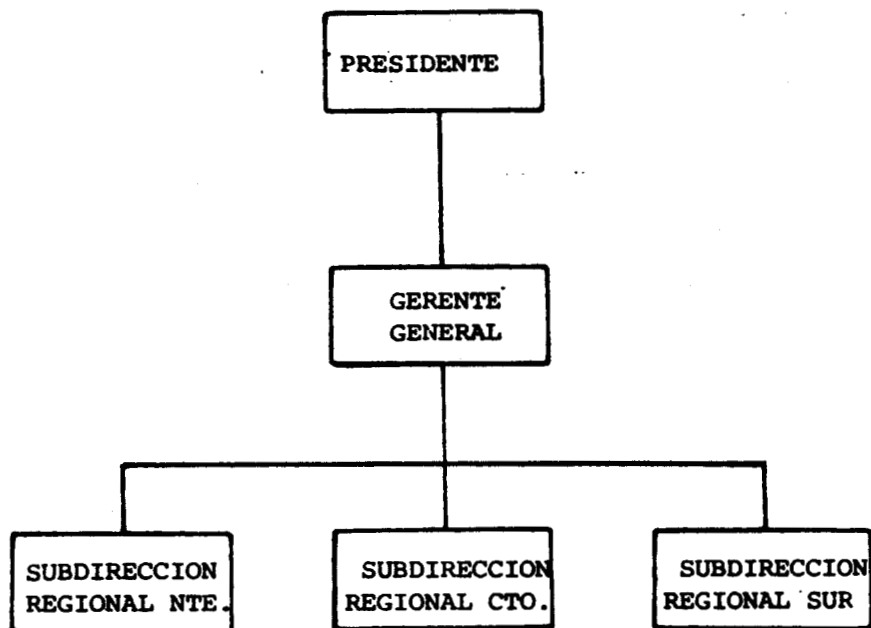 PRESIDENTE
GERENTE
GENERAL
SUBDIRECCION
REGIONAL NTE.
SUBDIRECCION
REGIONAL CTO.
SUBDIRECCION
REGIONAL SUR